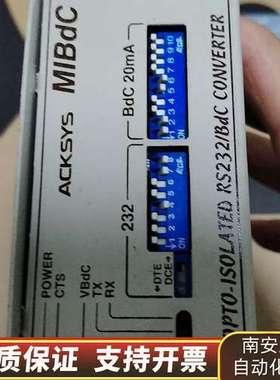 ACKSYS
MIBdC
BdC 20mA
1 2 3 4 5 6 7 8 9 10
ON
232
1 2 3 4 5 6 7 8
ON
POWER
CTS
VBdC
TX
RX
←DTE
DCE→
OPTO-ISOLATED RS232/BdC CONVERTER
质保证 支持开票
南安
自动化